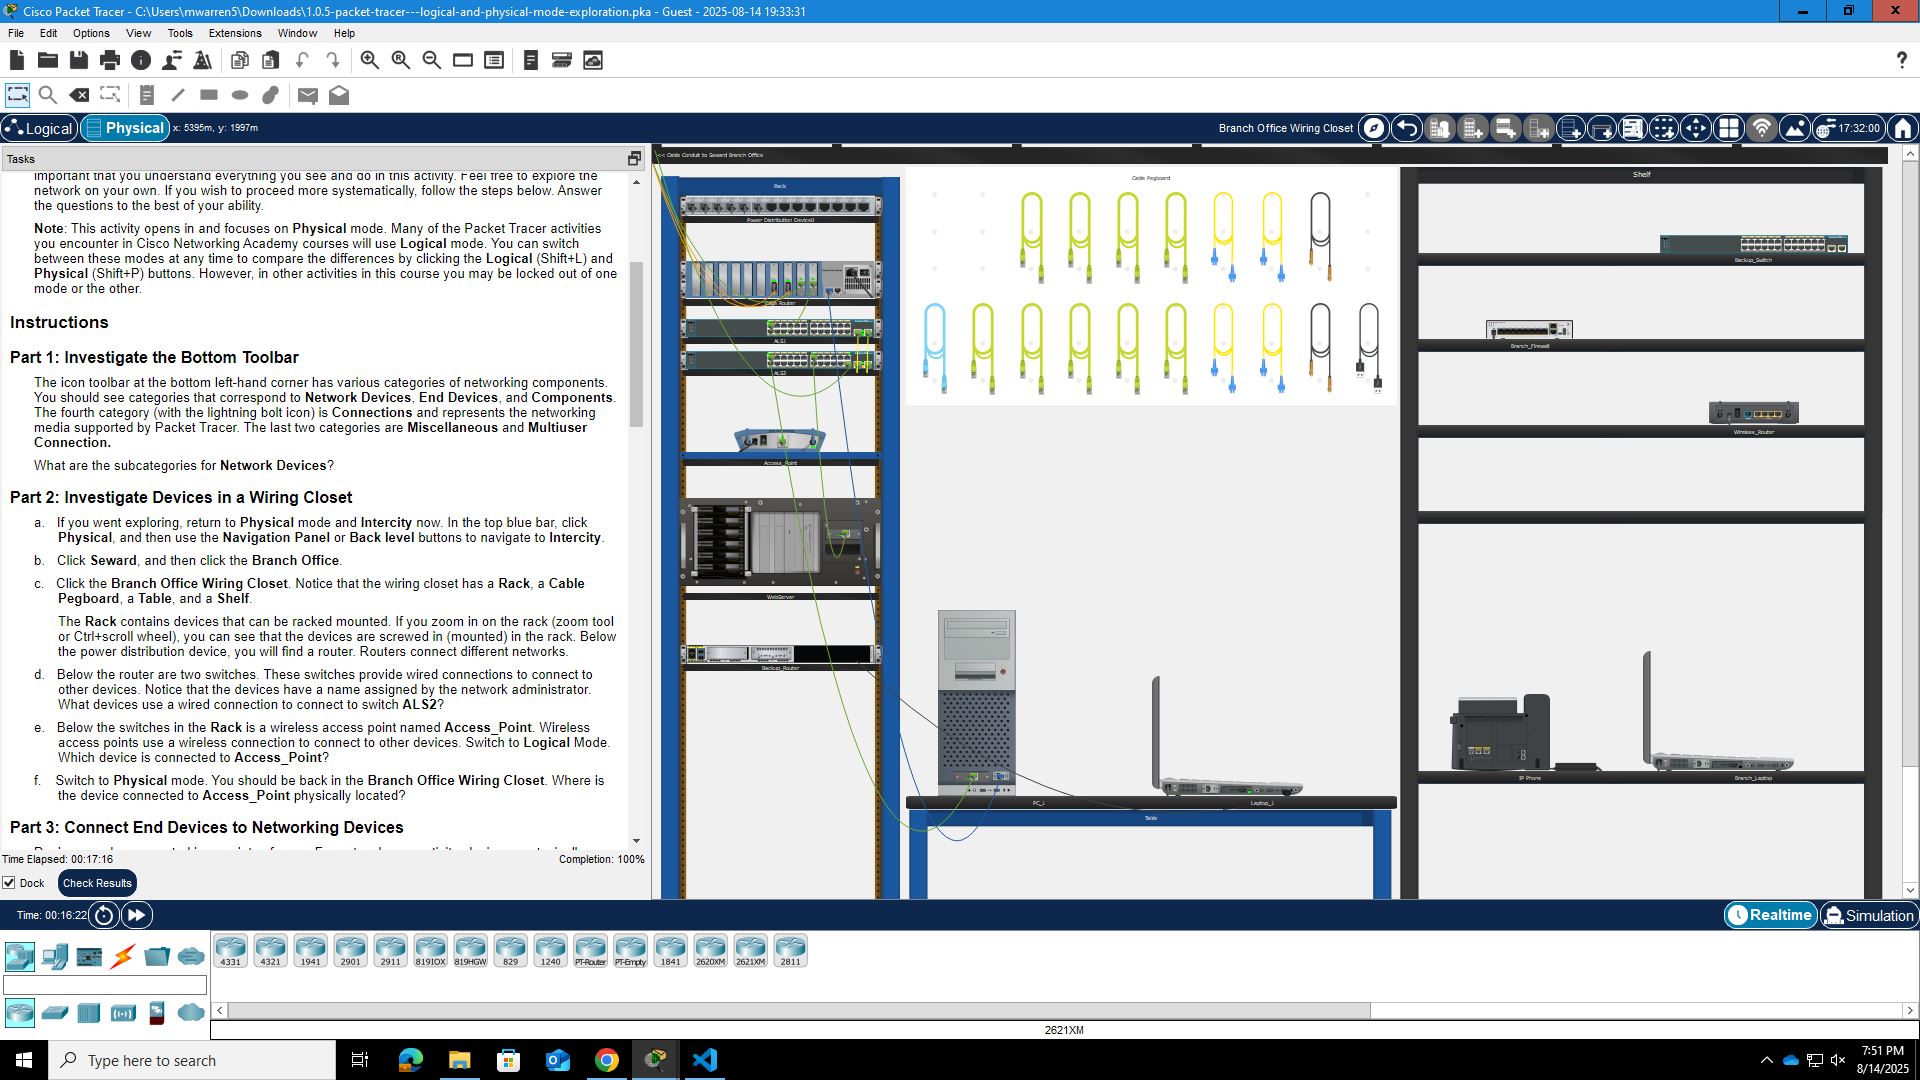 Cisco Packet Tracer - C:\Users\mwarren5\Downloads\1.0.5-packet-tracer---logical-and-physical-mode-exploration.pka - Guest - 2025-08-14 19:33:31
File Edit Options View Tools Extensions Window Help
Logical Physical x: 5395m, y: 1997m Branch Office Wiring Closet 17:32:00
Tasks
important that you understand everything you see and do in this activity. Feel free to explore the
network on your own. If you wish to proceed more systematically, follow the steps below. Answer
the questions to the best of your ability.
Note: This activity opens in and focuses on Physical mode. Many of the Packet Tracer activities
you encounter in Cisco Networking Academy courses will use Logical mode. You can switch
between these modes at any time to compare the differences by clicking the Logical (Shift+L) and
Physical (Shift+P) buttons. However, in other activities in this course you may be locked out of one
mode or the other.
Instructions
Part 1: Investigate the Bottom Toolbar
The icon toolbar at the bottom left-hand corner has various categories of networking components.
You should see categories that correspond to Network Devices, End Devices, and Components.
The fourth category (with the lightning bolt icon) is Connections and represents the networking
media supported by Packet Tracer. The last two categories are Miscellaneous and Multiuser
Connection.
What are the subcategories for Network Devices?
Part 2: Investigate Devices in a Wiring Closet
a. If you went exploring, return to Physical mode and Intercity now. In the top blue bar, click
Physical, and then use the Navigation Panel or Back level buttons to navigate to Intercity.
b. Click Seward, and then click the Branch Office.
c. Click the Branch Office Wiring Closet. Notice that the wiring closet has a Rack, a Cable
Pegboard, a Table, and a Shelf.
The Rack contains devices that can be racked mounted. If you zoom in on the rack (zoom tool
or Ctrl+scroll wheel), you can see that the devices are screwed in (mounted) in the rack. Below
the power distribution device, you will find a router. Routers connect different networks.
d. Below the router are two switches. These switches provide wired connections to connect to
other devices. Notice that the devices have a name assigned by the network administrator.
What devices use a wired connection to connect to switch ALS2?
e. Below the switches in the Rack is a wireless access point named Access_Point. Wireless
access points use a wireless connection to connect to other devices. Switch to Logical Mode.
Which device is connected to Access_Point?
f. Switch to Physical mode. You should be back in the Branch Office Wiring Closet. Where is
the device connected to Access_Point physically located?
Part 3: Connect End Devices to Networking Devices
Time Elapsed: 00:17:16 Completion: 100%
Dock Check Results
<< Cable Conduit to Seward Branch Office
Rack
Power Distribution Device0
Edge_Router
ALS1
ALS2
Access_Point
WebServer
Backup_Router
Cable Pegboard
PC_1
Laptop_1
Table
Shelf
Backup_Switch
Branch_Firewall
Wireless_Router
IP Phone
Branch_Laptop
Time: 00:16:22 Realtime Simulation
4331 4321 1941 2901 2911 819IOX 819HGW 829 1240 PT-Router PT-Empty 1841 2620XM 2621XM 2811
2621XM
Type here to search
7:51 PM
8/14/2025